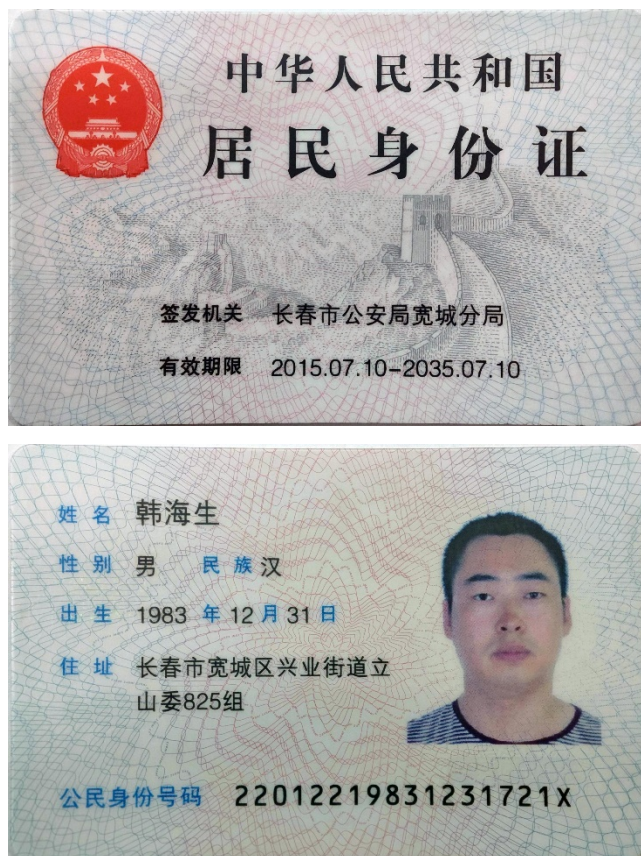 中华人民共和国
居民身份证
签发机关 长春市公安局宽城分局
有效期限 2015.07.10-2035.07.10
姓名 韩海生
性别 男 民族 汉
出生 1983 年 12 月 31 日
住址 长春市宽城区兴业街道立
山委825组
公民身份号码 22012219831231721X